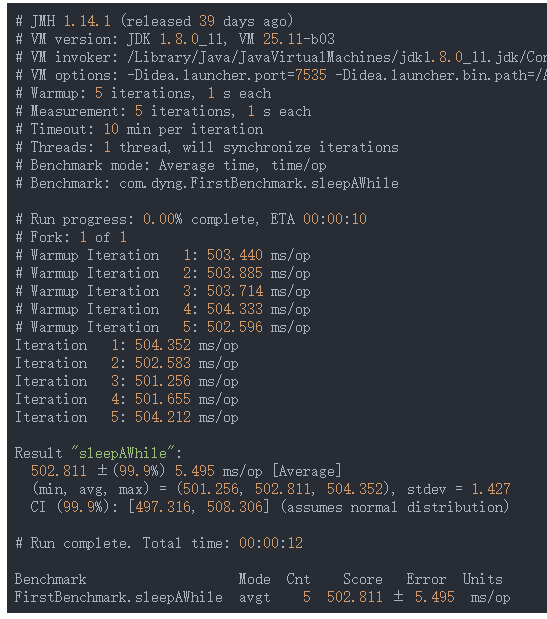 # JMH 1.14.1 (released 39 days ago)
# VM version: JDK 1.8.0_11, VM 25.11-b03
# VM invoker: /Library/Java/JavaVirtualMachines/jdk1.8.0_11.jdk/Con
# VM options: -Didea.launcher.port=7535 -Didea.launcher.bin.path=/A
# Warmup: 5 iterations, 1 s each
# Measurement: 5 iterations, 1 s each
# Timeout: 10 min per iteration
# Threads: 1 thread, will synchronize iterations
# Benchmark mode: Average time, time/op
# Benchmark: com.dyng.FirstBenchmark.sleepAWhile
# Run progress: 0.00% complete, ETA 00:00:10
# Fork: 1 of 1
# Warmup Iteration   1: 503.440 ms/op
# Warmup Iteration   2: 503.885 ms/op
# Warmup Iteration   3: 503.714 ms/op
# Warmup Iteration   4: 504.333 ms/op
# Warmup Iteration   5: 502.596 ms/op
Iteration   1: 504.352 ms/op
Iteration   2: 502.583 ms/op
Iteration   3: 501.256 ms/op
Iteration   4: 501.655 ms/op
Iteration   5: 504.212 ms/op
Result "sleepAWhile":
  502.811 ±(99.9%) 5.495 ms/op [Average]
  (min, avg, max) = (501.256, 502.811, 504.352), stdev = 1.427
  CI (99.9%): [497.316, 508.306] (assumes normal distribution)
# Run complete. Total time: 00:00:12
Benchmark                   Mode  Cnt    Score   Error  Units
FirstBenchmark.sleepAWhile  avgt    5  502.811 ± 5.495  ms/op